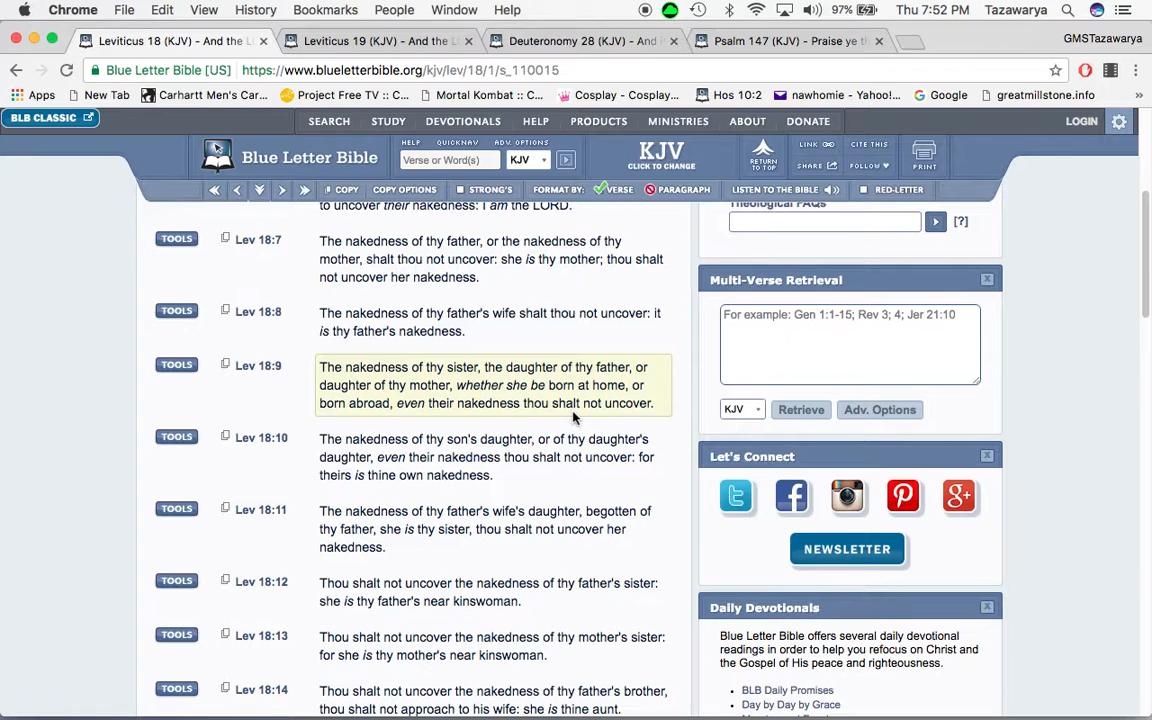 Chrome File Edit View History Bookmarks People Window Help 97% Thu 7:52 PM Tazawarya
Leviticus 18 (KJV) - And the L × Leviticus 19 (KJV) - And the L × Deuteronomy 28 (KJV) - And × Psalm 147 (KJV) - Praise ye t × GMSTazawarya
Blue Letter Bible [US] https://www.blueletterbible.org/kjv/lev/18/1/s_110015
Apps New Tab Carhartt Men's Car... Project Free TV :: C... Mortal Kombat :: C... Cosplay - Cosplay... Hos 10:2 nawhomie - Yahoo!... Google greatmillstone.info »
BLB CLASSIC SEARCH STUDY DEVOTIONALS HELP PRODUCTS MINISTRIES ABOUT DONATE LOGIN
HELP QUICKNAV ADV. OPTIONS
Blue Letter Bible Verse or Word(s) KJV
KJV
CLICK TO CHANGE
RETURN
TO TOP
LINK CITE THIS
SHARE FOLLOW
PRINT
COPY COPY OPTIONS STRONG'S FORMAT BY: VERSE PARAGRAPH LISTEN TO THE BIBLE RED-LETTER
to uncover their nakedness: I am the LORD.
TOOLS Lev 18:7 The nakedness of thy father, or the nakedness of thy
mother, shalt thou not uncover: she is thy mother; thou shalt
not uncover her nakedness.
TOOLS Lev 18:8 The nakedness of thy father's wife shalt thou not uncover: it
is thy father's nakedness.
TOOLS Lev 18:9 The nakedness of thy sister, the daughter of thy father, or
daughter of thy mother, whether she be born at home, or
born abroad, even their nakedness thou shalt not uncover.
TOOLS Lev 18:10 The nakedness of thy son's daughter, or of thy daughter's
daughter, even their nakedness thou shalt not uncover: for
theirs is thine own nakedness.
TOOLS Lev 18:11 The nakedness of thy father's wife's daughter, begotten of
thy father, she is thy sister, thou shalt not uncover her
nakedness.
TOOLS Lev 18:12 Thou shalt not uncover the nakedness of thy father's sister:
she is thy father's near kinswoman.
TOOLS Lev 18:13 Thou shalt not uncover the nakedness of thy mother's sister:
for she is thy mother's near kinswoman.
TOOLS Lev 18:14 Thou shalt not uncover the nakedness of thy father's brother,
thou shalt not approach to his wife: she is thine aunt.
Theological FAQs
[?]
Multi-Verse Retrieval
For example: Gen 1:1-15; Rev 3; 4; Jer 21:10
KJV Retrieve Adv. Options
Let's Connect
NEWSLETTER
Daily Devotionals
Blue Letter Bible offers several daily devotional
readings in order to help you refocus on Christ and
the Gospel of His peace and righteousness.
BLB Daily Promises
Day by Day by Grace